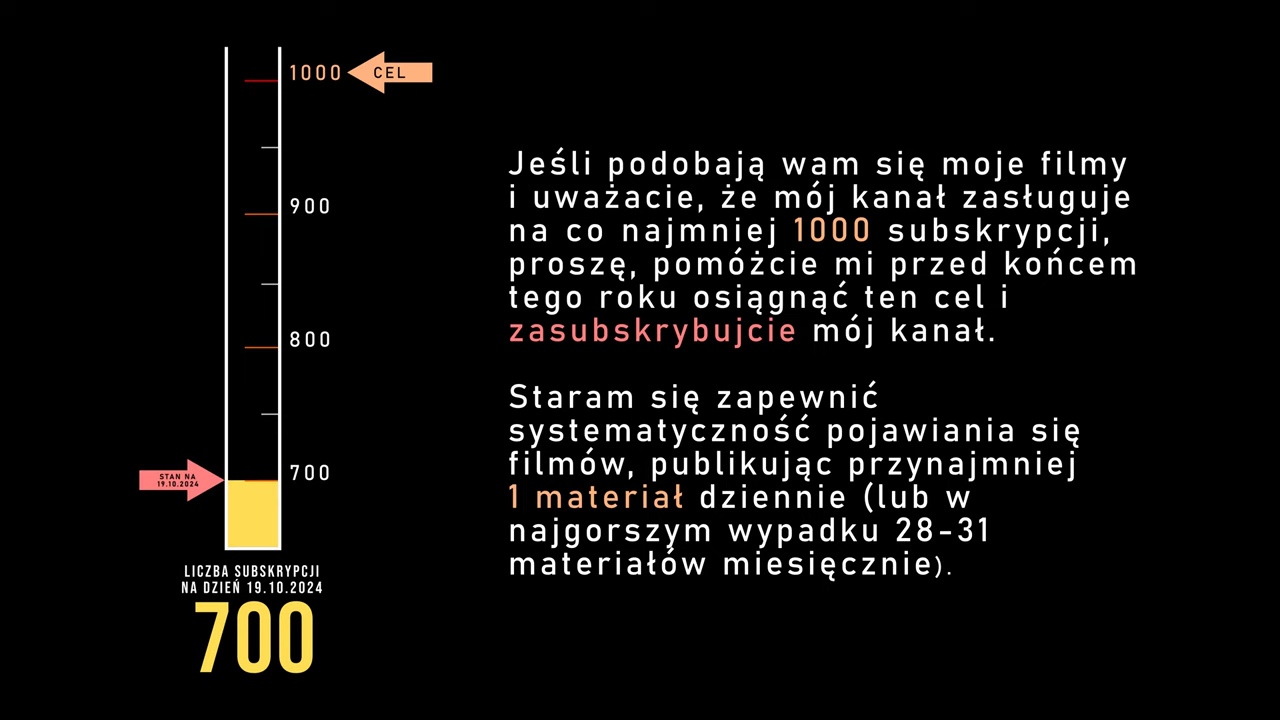 1000
CEL
900
800
700
STAN NA
19.10.2024
LICZBA SUBSKRYPCJI
NA DZIEŃ 19.10.2024
700
Jeśli podobają wam się moje filmy
i uważacie, że mój kanał zasługuje
na co najmniej 1000 subskrypcji,
proszę, pomóżcie mi przed końcem
tego roku osiągnąć ten cel i
zasubskrybujcie mój kanał.
Staram się zapewnić
systematyczność pojawiania się
filmów, publikując przynajmniej
1 materiał dziennie (lub w
najgorszym wypadku 28-31
materiałów miesięcznie).